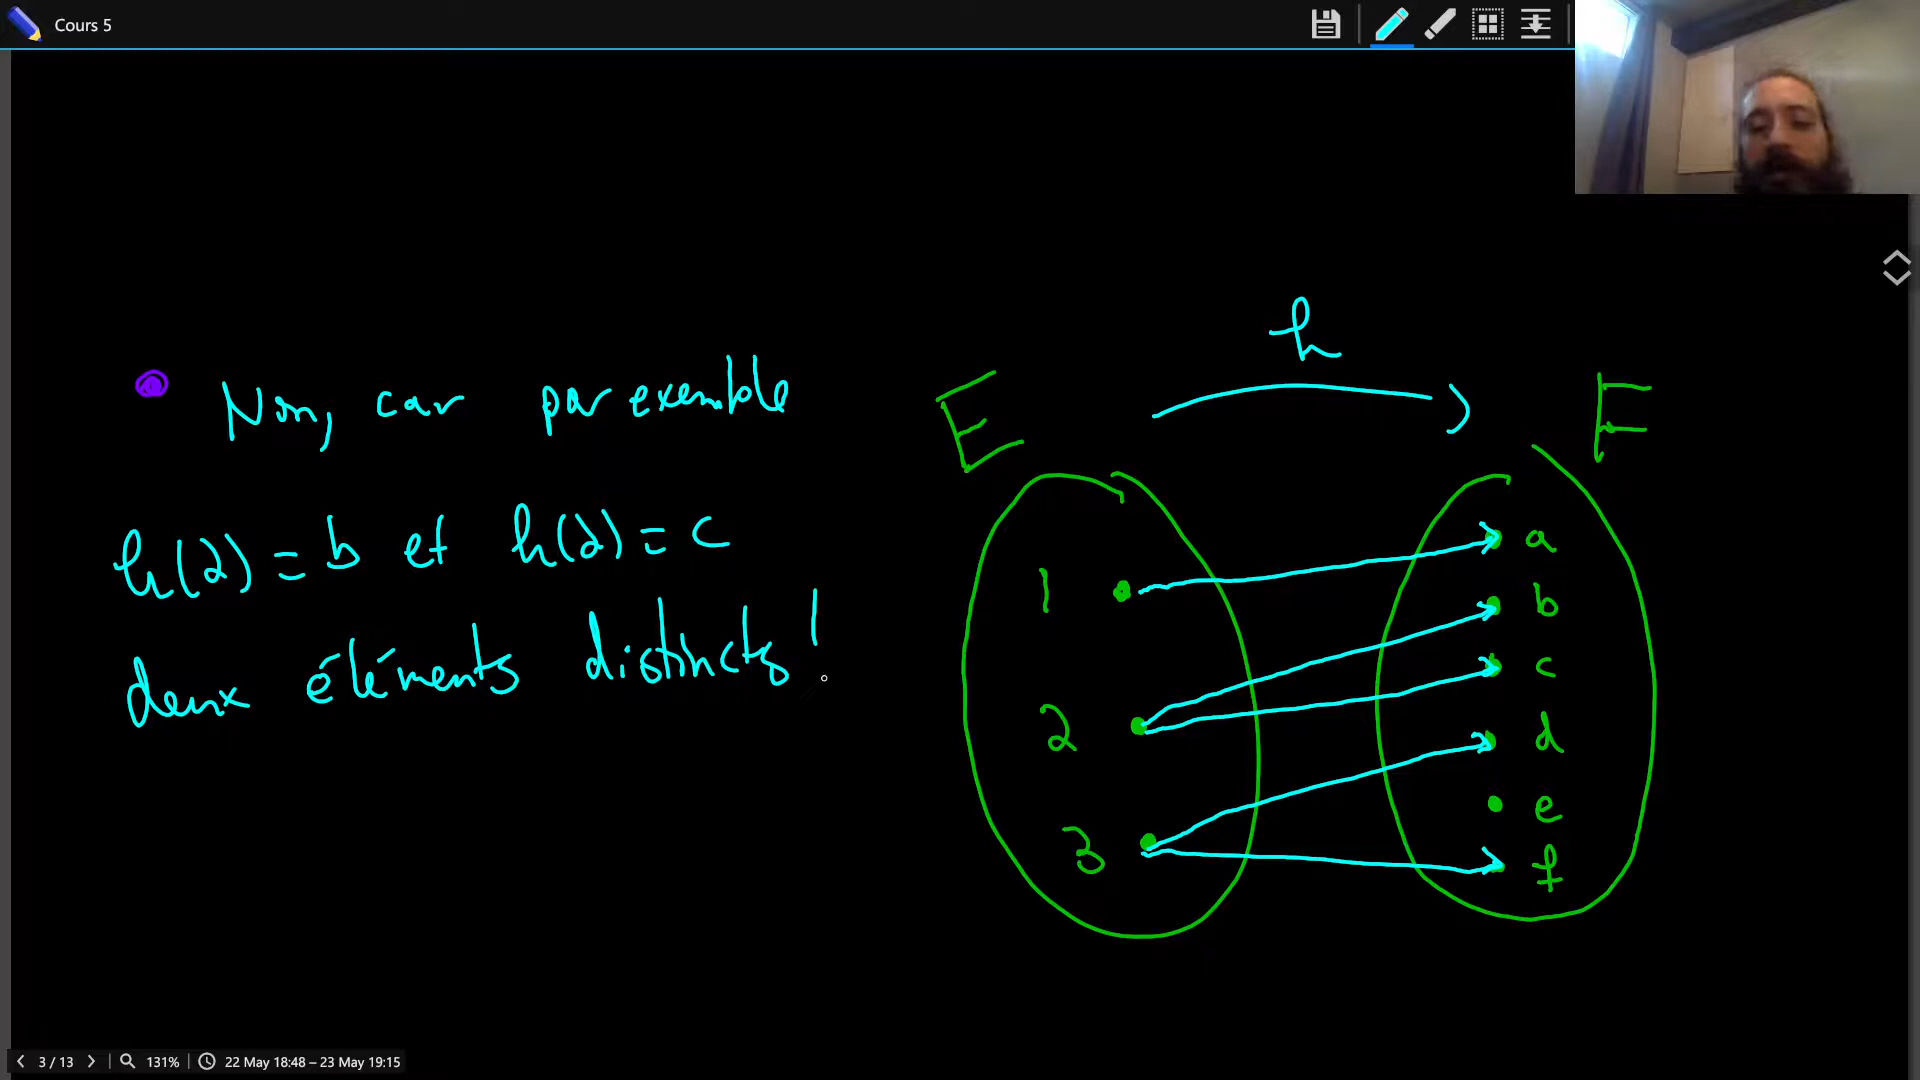 Cours 5
h
E
F
Non, car par exemple
h(2) = b et h(2) = c
deux éléments distincts!
1
2
3
a
b
c
d
e
f
3 / 13
131%
22 May 18:48 – 23 May 19:15